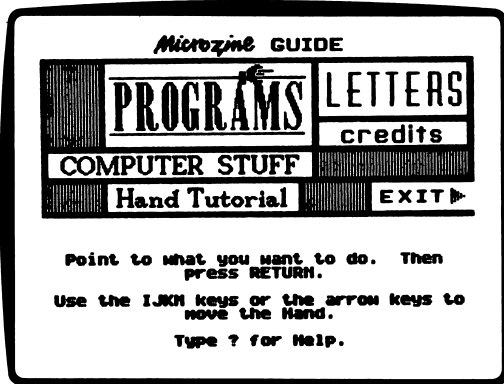 Microzine GUIDE
PROGRAMS
LETTERS
credits
COMPUTER STUFF
Hand Tutorial
EXIT
Point to what you want to do. Then
press RETURN.
Use the IJKM keys or the arrow keys to
move the Hand.
Type ? for Help.